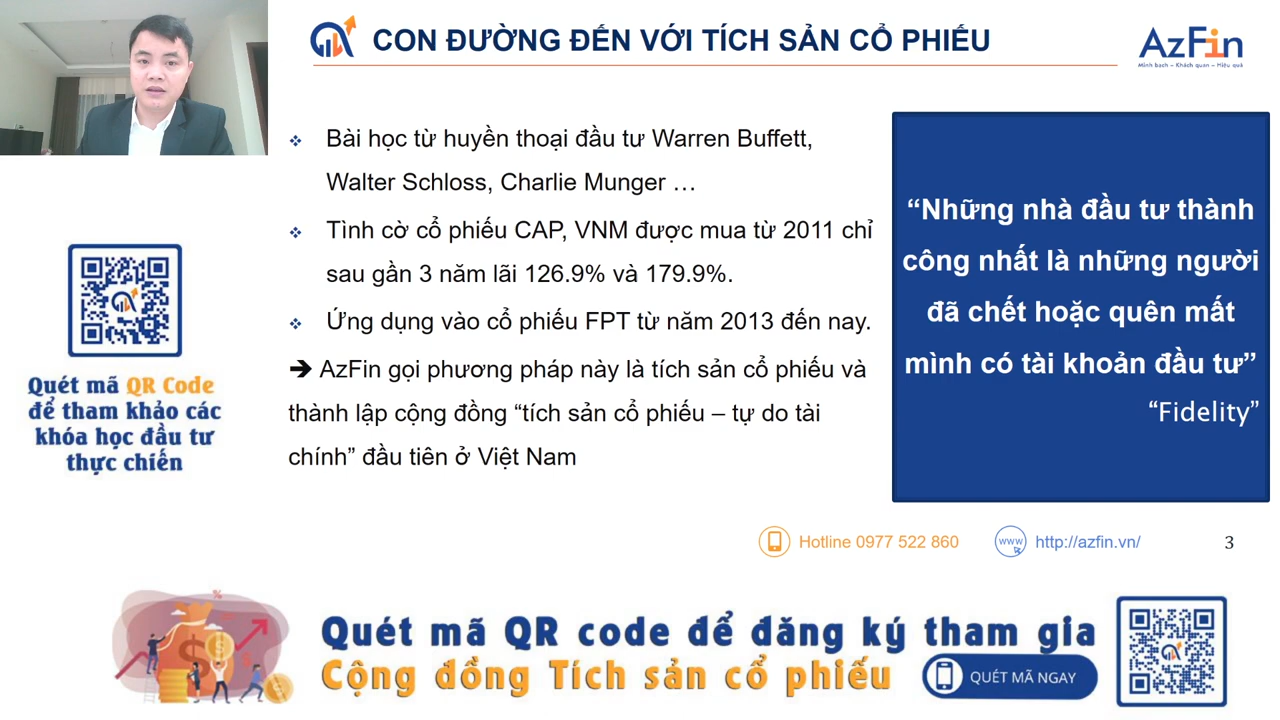 CON ĐƯỜNG ĐẾN VỚI TÍCH SẢN CỔ PHIẾU
AzFin
Minh bạch – Khách quan – Hiệu quả
Bài học từ huyền thoại đầu tư Warren Buffett,
Walter Schloss, Charlie Munger …
Tình cờ cổ phiếu CAP, VNM được mua từ 2011 chỉ
sau gần 3 năm lãi 126.9% và 179.9%.
Ứng dụng vào cổ phiếu FPT từ năm 2013 đến nay.
➔ AzFin gọi phương pháp này là tích sản cổ phiếu và
thành lập cộng đồng “tích sản cổ phiếu – tự do tài
chính” đầu tiên ở Việt Nam
“Những nhà đầu tư thành
công nhất là những người
đã chết hoặc quên mất
mình có tài khoản đầu tư”
“Fidelity”
Quét mã QR Code
để tham khảo các
khóa học đầu tư
thực chiến
Hotline 0977 522 860
www
http://azfin.vn/
3
Quét mã QR code để đăng ký tham gia
Cộng đồng Tích sản cổ phiếu
QUÉT MÃ NGAY